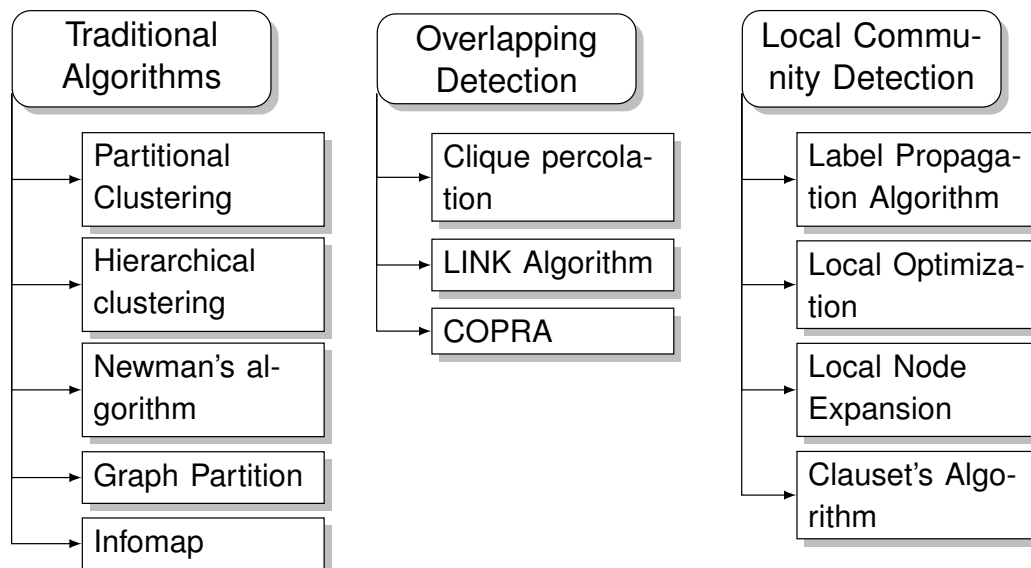 Traditional
Algorithms
Partitional
Clustering
Hierarchical
clustering
Newman's al-
gorithm
Graph Partition
Infomap
Overlapping
Detection
Clique percola-
tion
LINK Algorithm
COPRA
Local Commu-
nity Detection
Label Propaga-
tion Algorithm
Local Optimiza-
tion
Local Node
Expansion
Clauset's Algo-
rithm